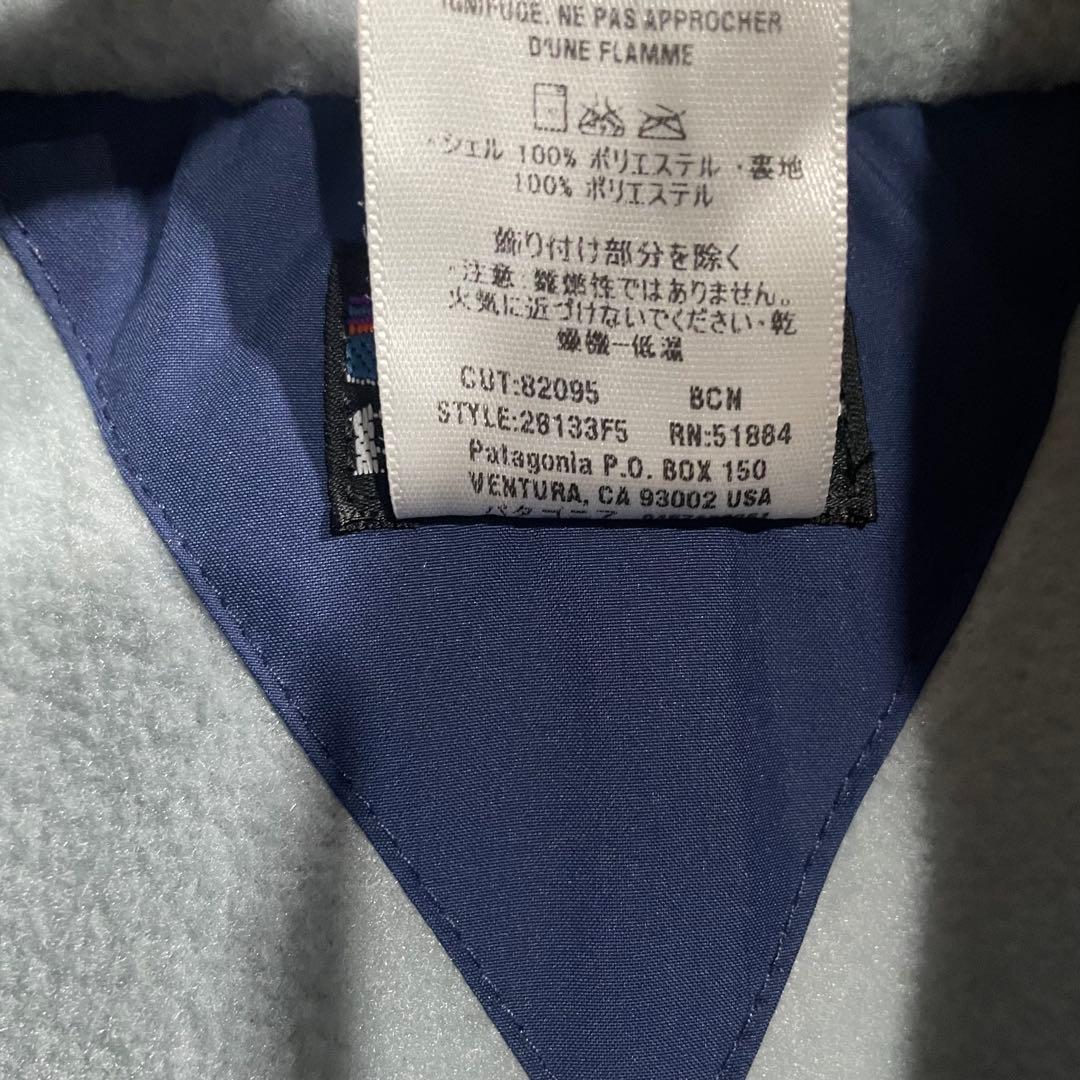 IGNIFUGE. NE PAS APPROCHER
D'UNE FLAMME
・シェル 100% ポリエステル ・裏地
100% ポリエステル
飾り付け部分を除く
・注意 難燃性ではありません。
火気に近づけないでください・乾
燥機ー低温
CUT:82095 BCN
STYLE:28133F5 RN:51884
Patagonia P.O. BOX 150
VENTURA, CA 93002 USA